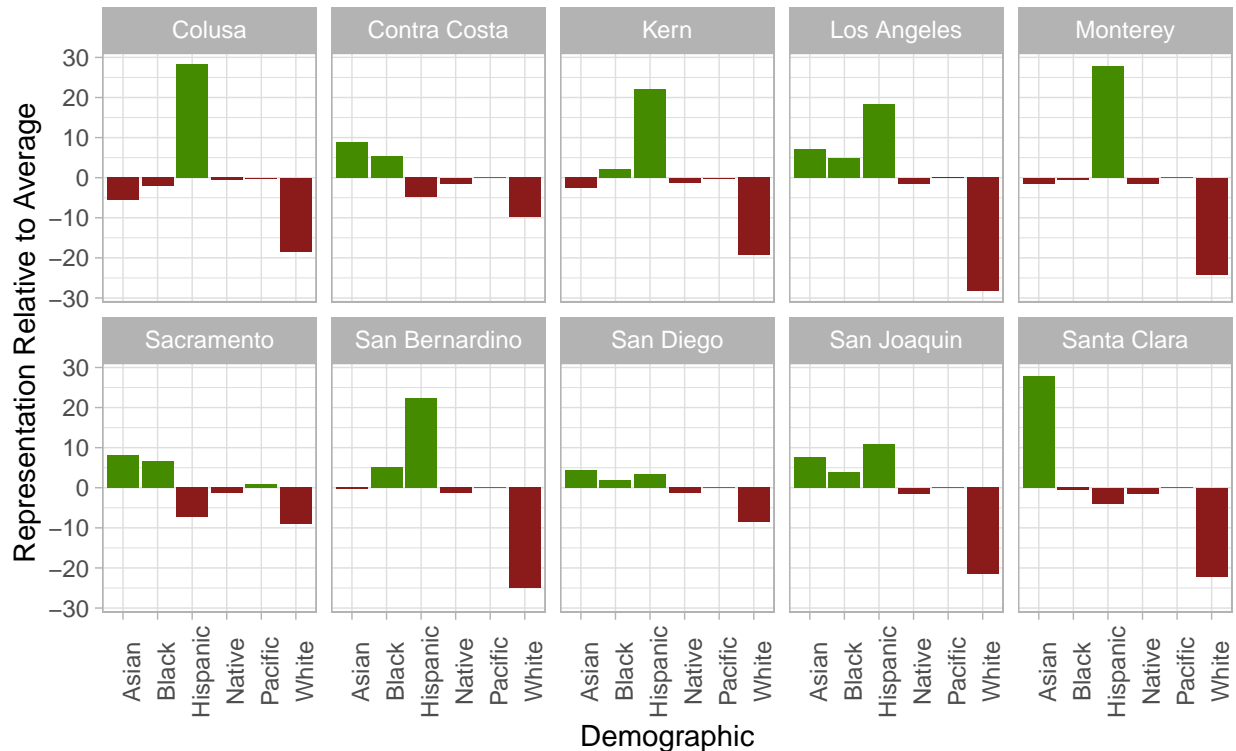 Colusa
Contra Costa
Kern
Los Angeles
Monterey
30
20
10
0
−10
−20
−30
Sacramento
San Bernardino
San Diego
San Joaquin
Santa Clara
30
20
10
0
−10
−20
−30
Representation Relative to Average
Asian
Black
Hispanic
Native
Pacific
White
Asian
Black
Hispanic
Native
Pacific
White
Asian
Black
Hispanic
Native
Pacific
White
Asian
Black
Hispanic
Native
Pacific
White
Asian
Black
Hispanic
Native
Pacific
White
Demographic